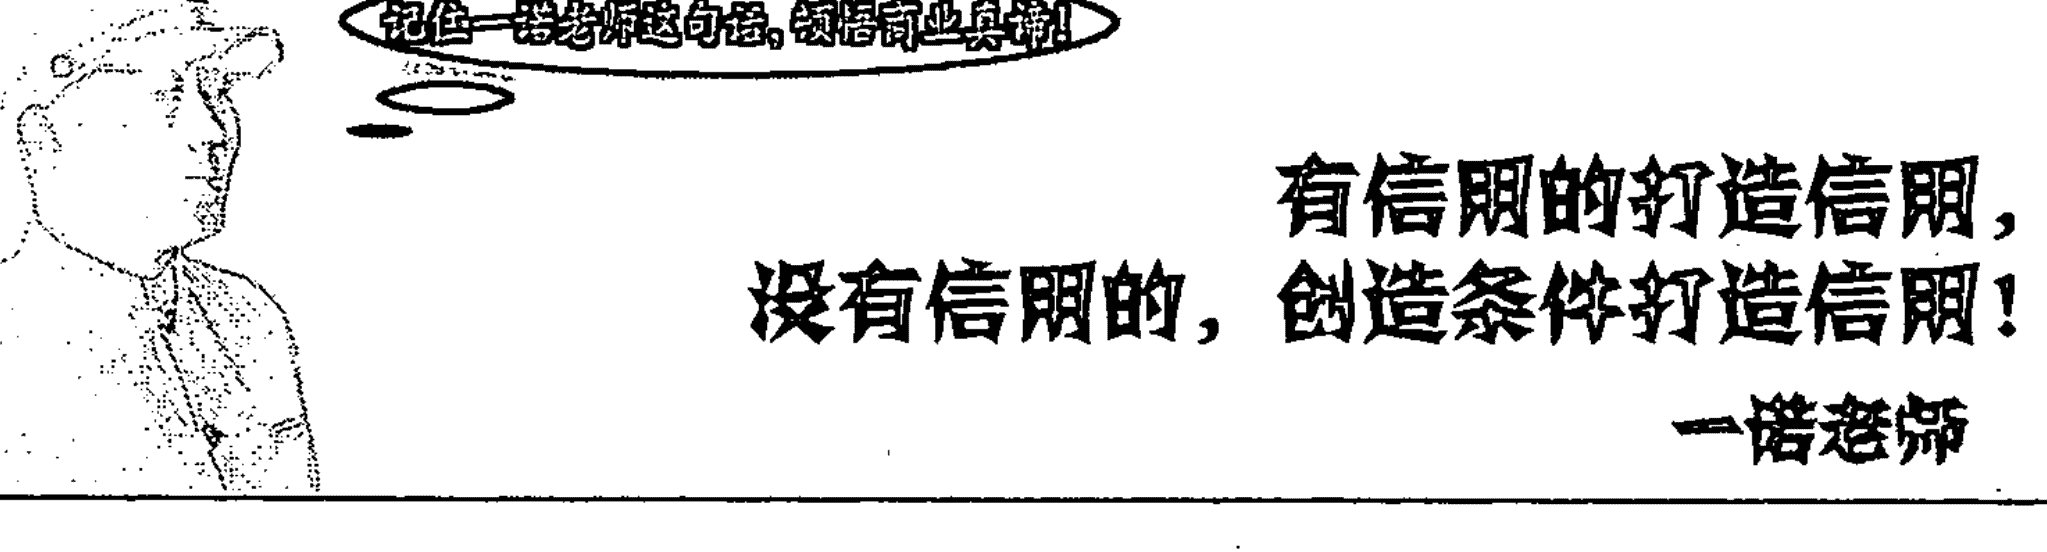 记住一诺老师这句话,领悟商业真谛!
有信用的打造信用,
没有信用的,创造条件打造信用!
一诺老师